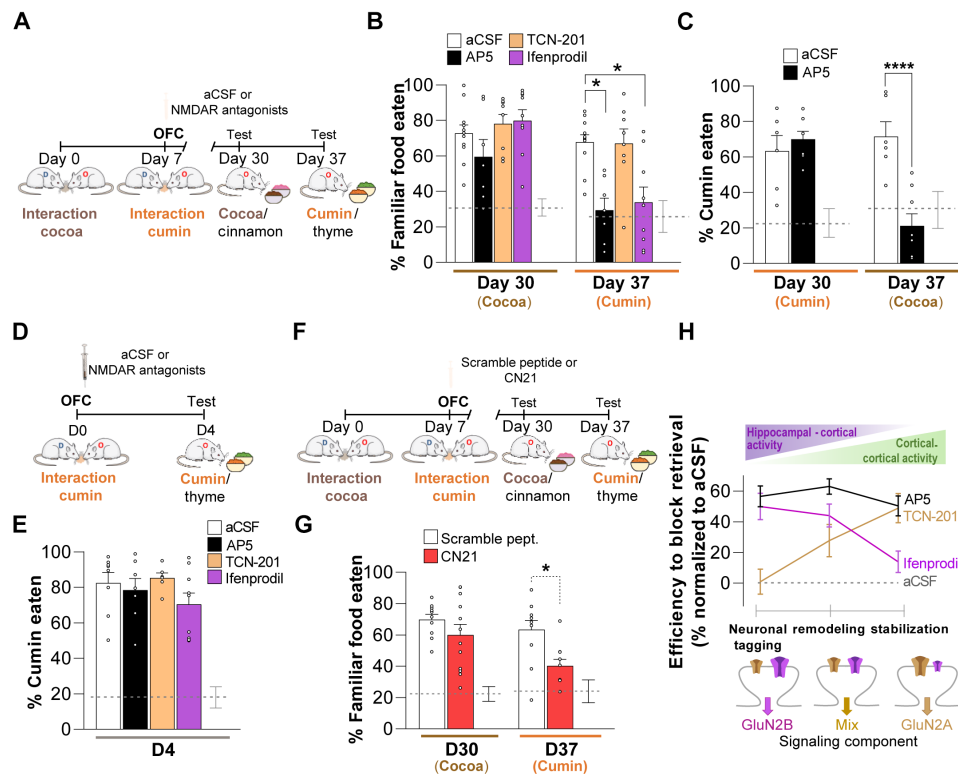 A
aCSF or
NMDAR antagonists
OFC
Test
Test
Day 0
Day 7
Day 30
Day 37
D
O
D
O
O
O
Interaction
cocoa
Interaction
cumin
Cocoa/
cinnamon
Cumin/
thyme
B
aCSF
TCN-201
AP5
Ifenprodil
% Familiar food eaten
100
80
60
40
20
0
*
*
Day 30
(Cocoa)
Day 37
(Cumin)
C
aCSF
AP5
% Cumin eaten
100
80
60
40
20
0
****
Day 30
(Cumin)
Day 37
(Cocoa)
D
aCSF or
NMDAR antagonists
OFC
Test
D0
D4
D
O
O
Interaction
cumin
Cumin/
thyme
E
aCSF
AP5
TCN-201
Ifenprodil
% Cumin eaten
100
80
60
40
20
0
D4
F
Scramble peptide or
CN21
OFC
Test
Test
Day 0
Day 7
Day 30
Day 37
D
O
D
O
O
O
Interaction
cocoa
Interaction
cumin
Cocoa/
cinnamon
Cumin/
thyme
G
Scramble pept.
CN21
% Familiar food eaten
100
80
60
40
20
0
*
D30
(Cocoa)
D37
(Cumin)
H
Hippocampal - cortical
activity
Cortical-
cortical activity
Efficiency to block retrieval
(% normalized to aCSF)
60
40
20
0
AP5
TCN-201
Ifenprodi
aCSF
Neuronal remodeling stabilization
tagging
GluN2B
Mix
GluN2A
Signaling component